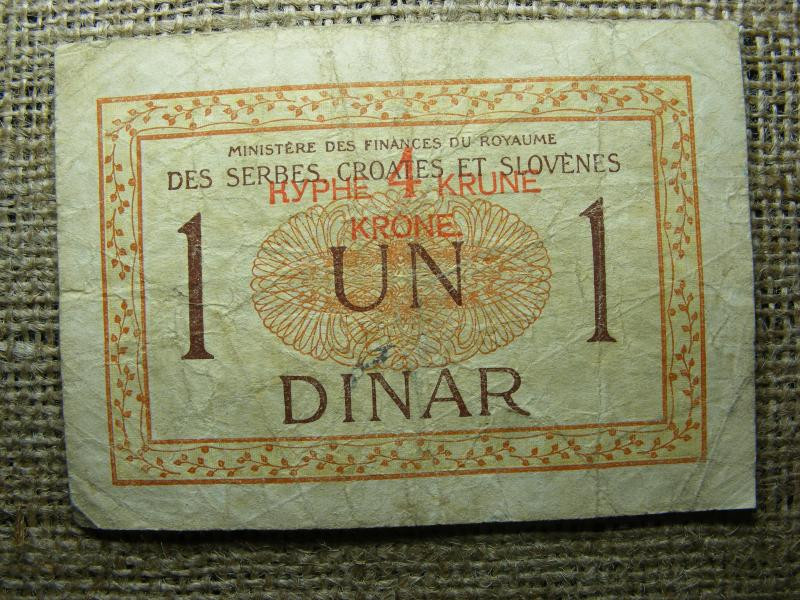 MINISTÈRE DES FINANCES DU ROYAUME
DES SERBES, CROATES ET SLOVÈNES
КРУНЕ 4 KRUNE
KRONE
1 UN 1
DINAR